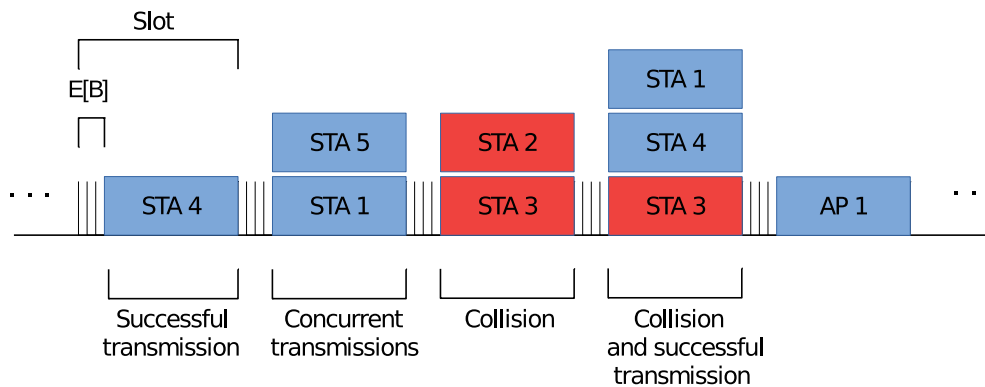 Slot
E[B]
STA 1
STA 5
STA 2
STA 4
. . .
STA 4
STA 1
STA 3
STA 3
AP 1
. .
Successful
transmission
Concurrent
transmissions
Collision
Collision
and successful
transmission